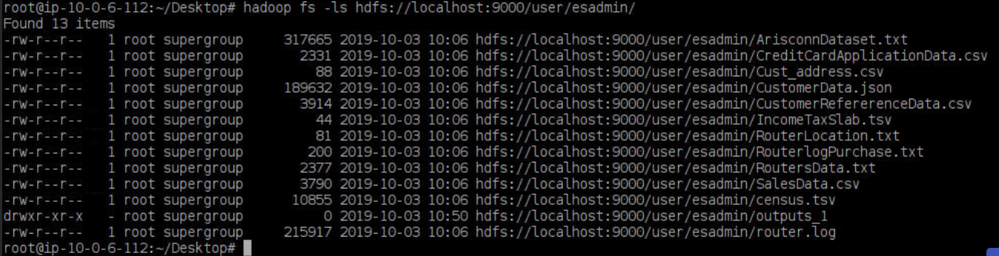 root@ip-10-0-6-112:~/Desktop# hadoop fs -ls hdfs://localhost:9000/user/esadmin/
Found 13 items
-rw-r--r--   1 root supergroup     317665 2019-10-03 10:06 hdfs://localhost:9000/user/esadmin/ArisconnDataset.txt
-rw-r--r--   1 root supergroup       2331 2019-10-03 10:06 hdfs://localhost:9000/user/esadmin/CreditCardApplicationData.csv
-rw-r--r--   1 root supergroup         88 2019-10-03 10:06 hdfs://localhost:9000/user/esadmin/Cust_address.csv
-rw-r--r--   1 root supergroup     189632 2019-10-03 10:06 hdfs://localhost:9000/user/esadmin/CustomerData.json
-rw-r--r--   1 root supergroup       3914 2019-10-03 10:06 hdfs://localhost:9000/user/esadmin/CustomerRefererenceData.csv
-rw-r--r--   1 root supergroup         44 2019-10-03 10:06 hdfs://localhost:9000/user/esadmin/IncomeTaxSlab.tsv
-rw-r--r--   1 root supergroup         81 2019-10-03 10:06 hdfs://localhost:9000/user/esadmin/RouterLocation.txt
-rw-r--r--   1 root supergroup        200 2019-10-03 10:06 hdfs://localhost:9000/user/esadmin/RouterlogPurchase.txt
-rw-r--r--   1 root supergroup       2377 2019-10-03 10:06 hdfs://localhost:9000/user/esadmin/RoutersData.txt
-rw-r--r--   1 root supergroup       3790 2019-10-03 10:06 hdfs://localhost:9000/user/esadmin/SalesData.csv
-rw-r--r--   1 root supergroup      10855 2019-10-03 10:06 hdfs://localhost:9000/user/esadmin/census.tsv
drwxr-xr-x   - root supergroup          0 2019-10-03 10:50 hdfs://localhost:9000/user/esadmin/outputs_1
-rw-r--r--   1 root supergroup     215917 2019-10-03 10:06 hdfs://localhost:9000/user/esadmin/router.log
root@ip-10-0-6-112:~/Desktop#